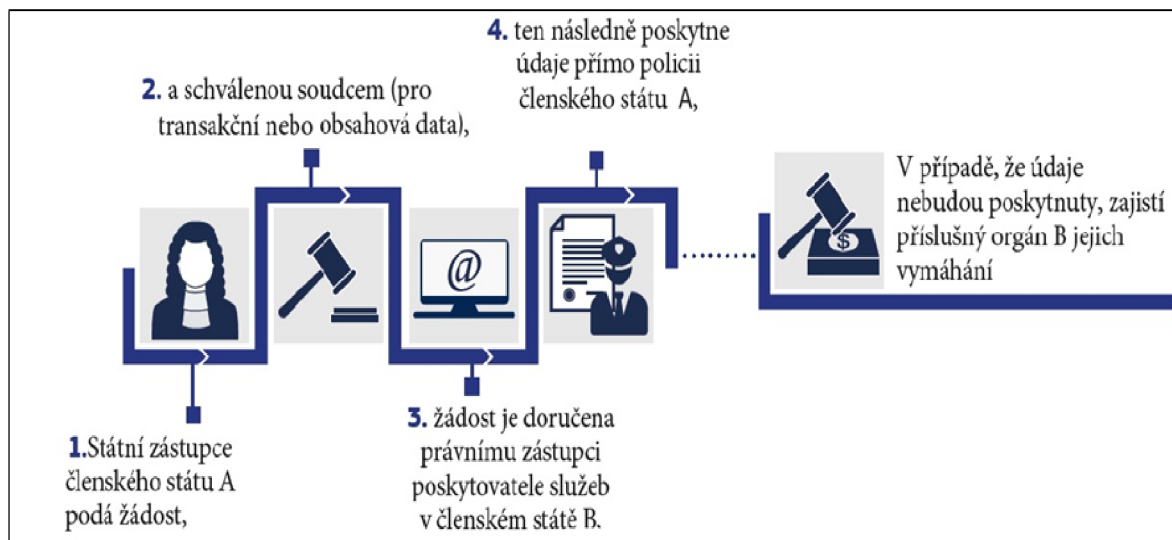 1.Státní zástupce
členského státu A
podá žádost,
2. a schválenou soudcem (pro
transakční nebo obsahová data),
@
3. žádost je doručena
právnímu zástupci
poskytovatele služeb
v členském státě B.
4. ten následně poskytne
údaje přímo policii
členského státu A,
$
V případě, že údaje
nebudou poskytnuty, zajistí
příslušný orgán B jejich
vymáhání